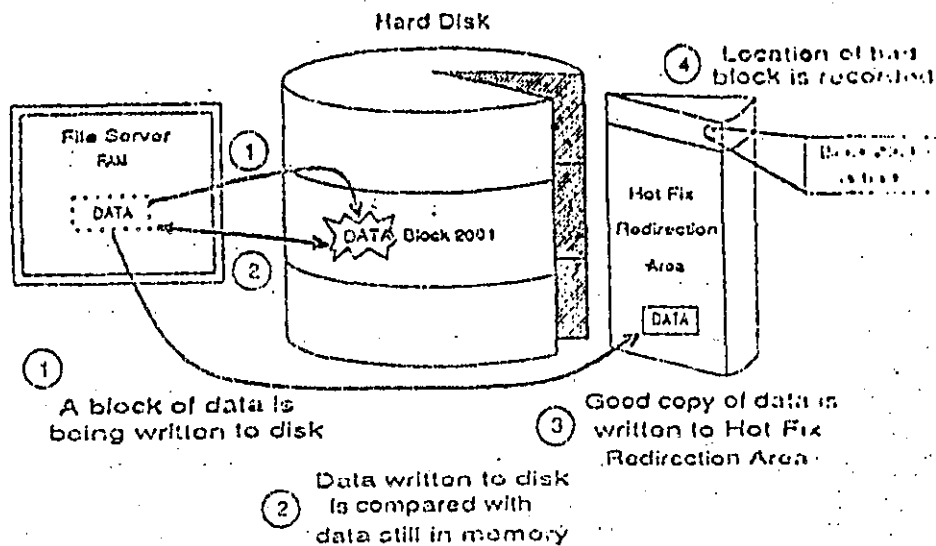 Hard Disk
4
Location of bad
block is recorded
File Server
RAM
1
DATA
DATA Block 2001
2
Hot Fix
Redirection
Area
DATA
1
A block of data is
being written to disk
3
Good copy of data is
written to Hot Fix
Redirection Area
2
Data written to disk
is compared with
data still in memory